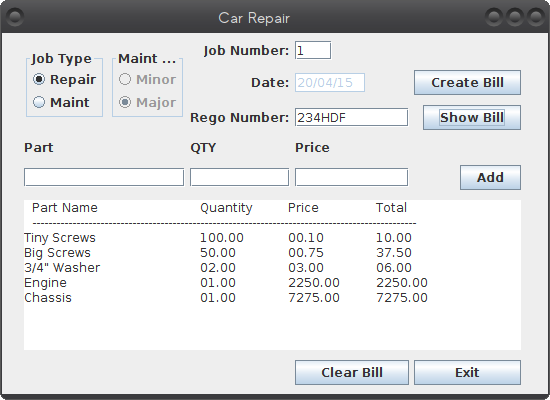 Car Repair
Job Type
Repair
Maint
Maint ...
Minor
Major
Job Number: 1
Date: 20/04/15
Rego Number: 234HDF
Create Bill
Show Bill
Part QTY Price
Add
Part Name Quantity Price Total
--------------------------------------------------------------------------------
Tiny Screws 100.00 00.10 10.00
Big Screws 50.00 00.75 37.50
3/4" Washer 02.00 03.00 06.00
Engine 01.00 2250.00 2250.00
Chassis 01.00 7275.00 7275.00
Clear Bill Exit